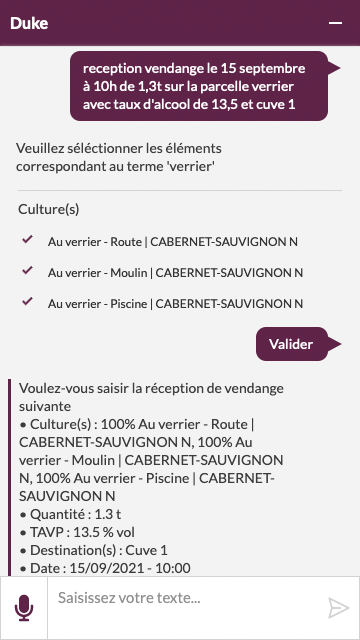 Duke
reception vendange le 15 septembre
à 10h de 1,3t sur la parcelle verrier
avec taux d'alcool de 13,5 et cuve 1
Veuillez séléctionner les éléments
correspondant au terme 'verrier'
Culture(s)
Au verrier - Route | CABERNET-SAUVIGNON N
Au verrier - Moulin | CABERNET-SAUVIGNON N
Au verrier - Piscine | CABERNET-SAUVIGNON N
Valider
Voulez-vous saisir la réception de vendange
suivante
• Culture(s) : 100% Au verrier - Route |
CABERNET-SAUVIGNON N, 100% Au
verrier - Moulin | CABERNET-SAUVIGNON
N, 100% Au verrier - Piscine | CABERNET-
SAUVIGNON N
• Quantité : 1.3 t
• TAVP : 13.5 % vol
• Destination(s) : Cuve 1
• Date : 15/09/2021 - 10:00
Saisissez votre texte...